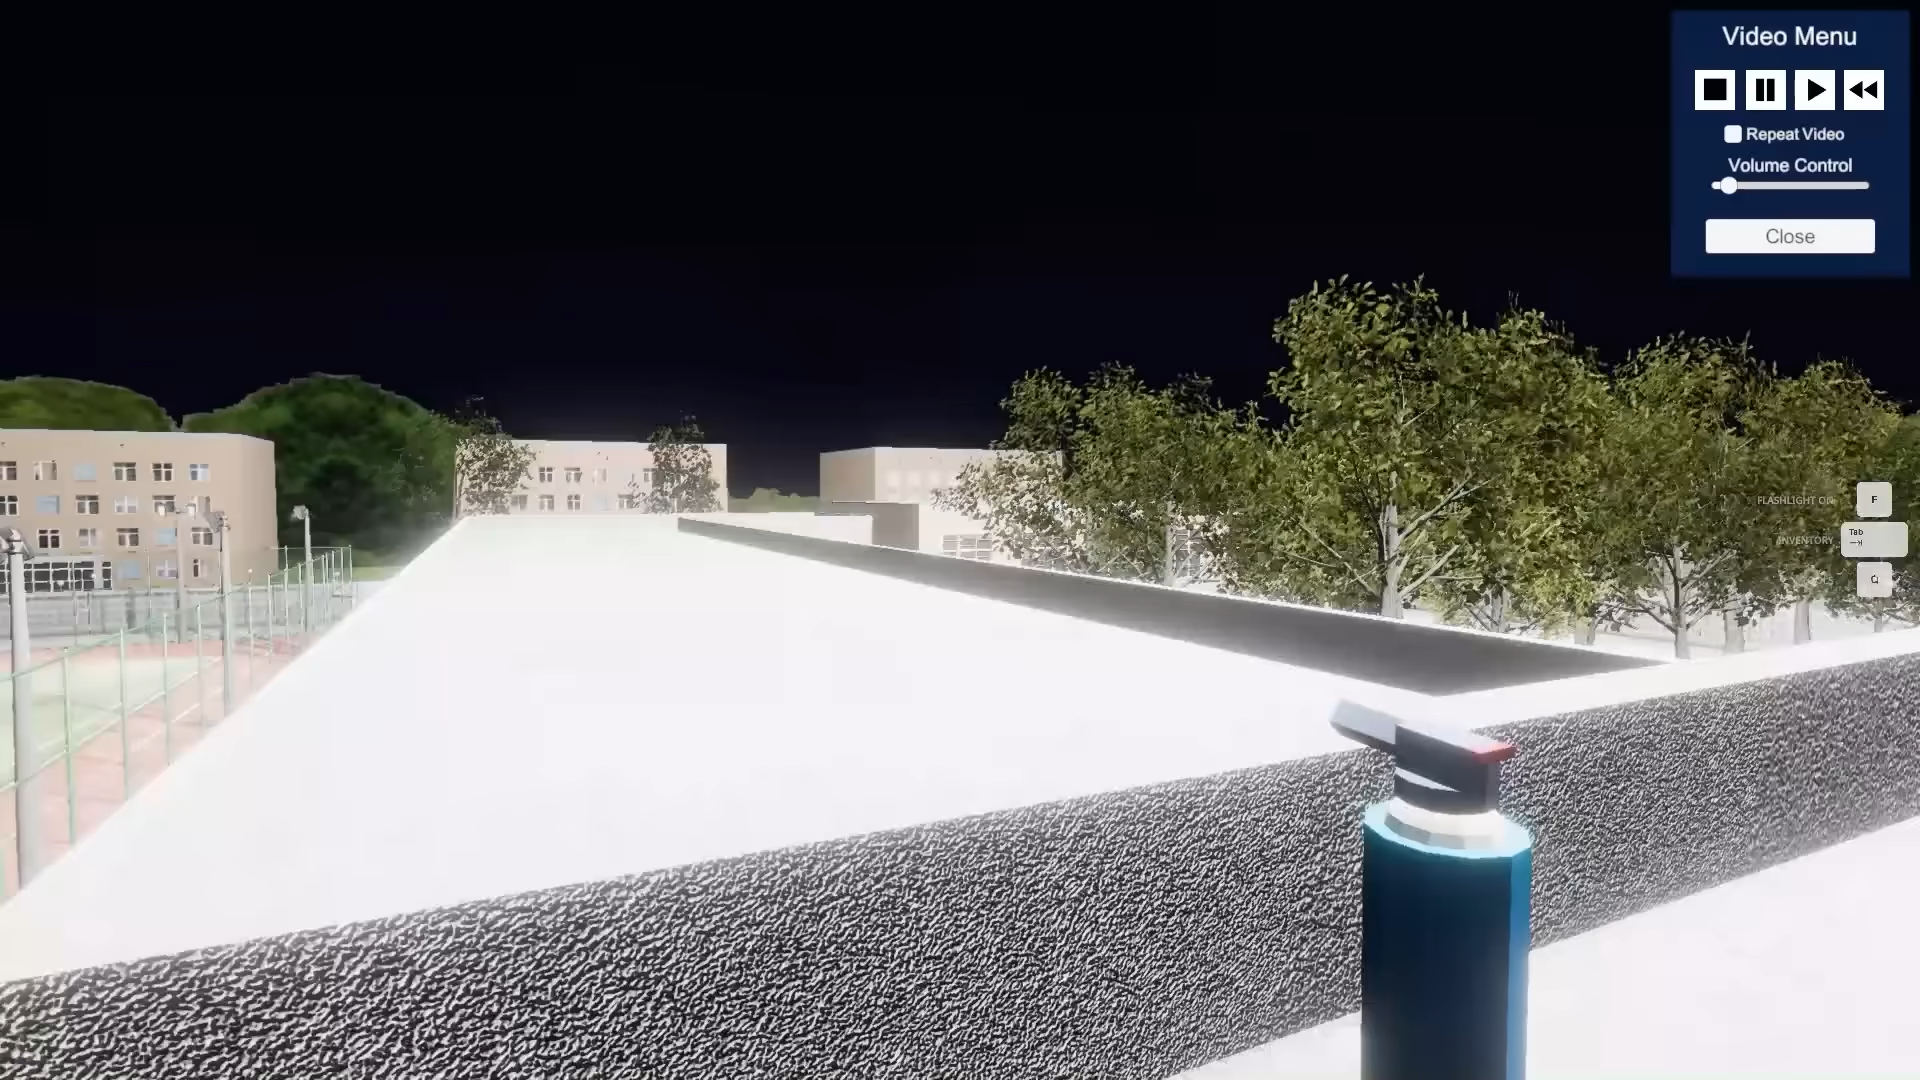 Video Menu
Repeat Video
Volume Control
Close
FLASHLIGHT ON
F
INVENTORY
Tab
Q